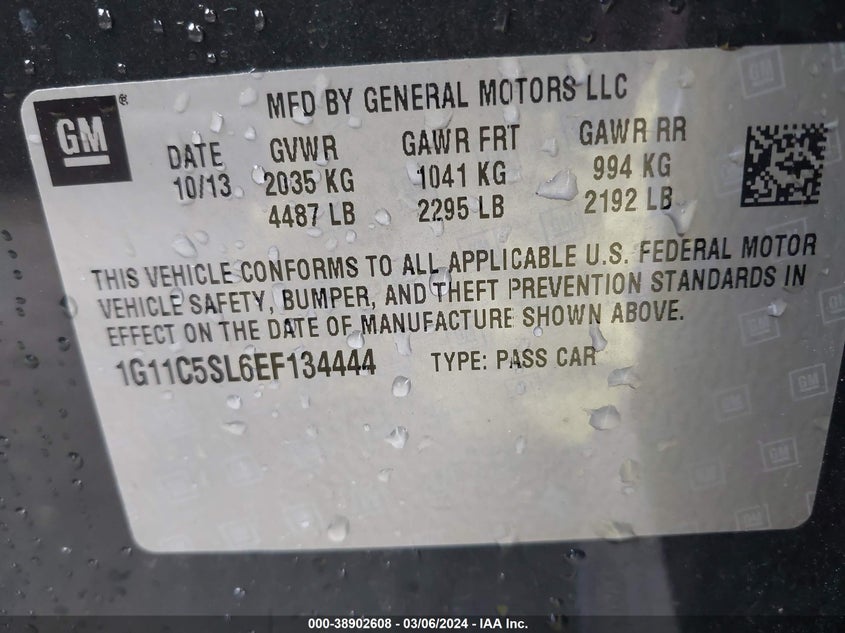 GM ®
MFD BY GENERAL MOTORS LLC
DATE GVWR GAWR FRT GAWR RR
10/13 2035 KG 1041 KG 994 KG
4487 LB 2295 LB 2192 LB
THIS VEHICLE CONFORMS TO ALL APPLICABLE U.S. FEDERAL MOTOR
VEHICLE SAFETY, BUMPER, AND THEFT PREVENTION STANDARDS IN
EFFECT ON THE DATE OF MANUFACTURE SHOWN ABOVE.
1G11C5SL6EF134444 TYPE: PASS CAR
000-38902608 - 03/06/2024 - IAA Inc.